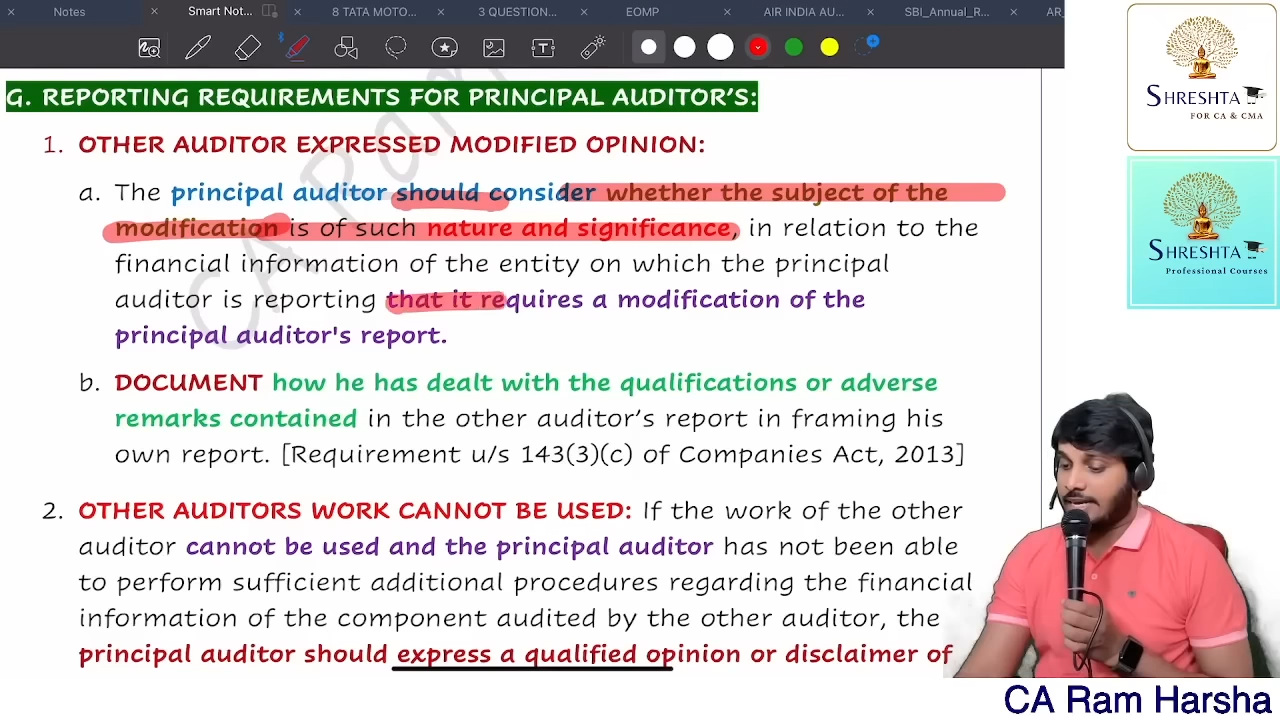 Notes
Smart Not...
8 TATA MOTO...
3 QUESTION...
EOMP
AIR INDIA AU...
SBI_Annual_R...
AR_
G. REPORTING REQUIREMENTS FOR PRINCIPAL AUDITOR'S:
1. OTHER AUDITOR EXPRESSED MODIFIED OPINION:
a. The principal auditor should consider whether the subject of the
modification is of such nature and significance, in relation to the
financial information of the entity on which the principal
auditor is reporting that it requires a modification of the
principal auditor's report.
b. DOCUMENT how he has dealt with the qualifications or adverse
remarks contained in the other auditor's report in framing his
own report. [Requirement u/s 143(3)(c) of Companies Act, 2013]
2. OTHER AUDITORS WORK CANNOT BE USED: If the work of the other
auditor cannot be used and the principal auditor has not been able
to perform sufficient additional procedures regarding the financial
information of the component audited by the other auditor, the
principal auditor should express a qualified opinion or disclaimer of
CA Ram
SHRESHTA
FOR CA & CMA
SHRESHTA
Professional Courses
CA Ram Harsha